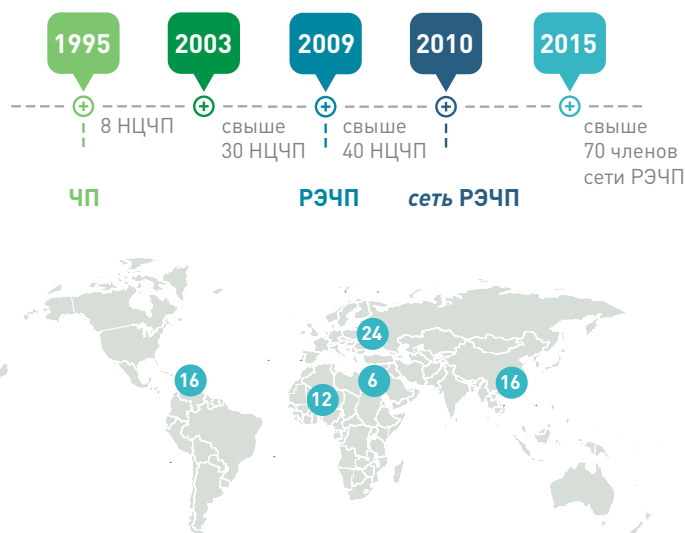 1995
2003
2009
2010
2015
8 НЦЧП
свыше
30 НЦЧП
свыше
40 НЦЧП
свыше
70 членов
сети РЭЧП
ЧП
РЭЧП
сеть РЭЧП
24
16
12
6
16